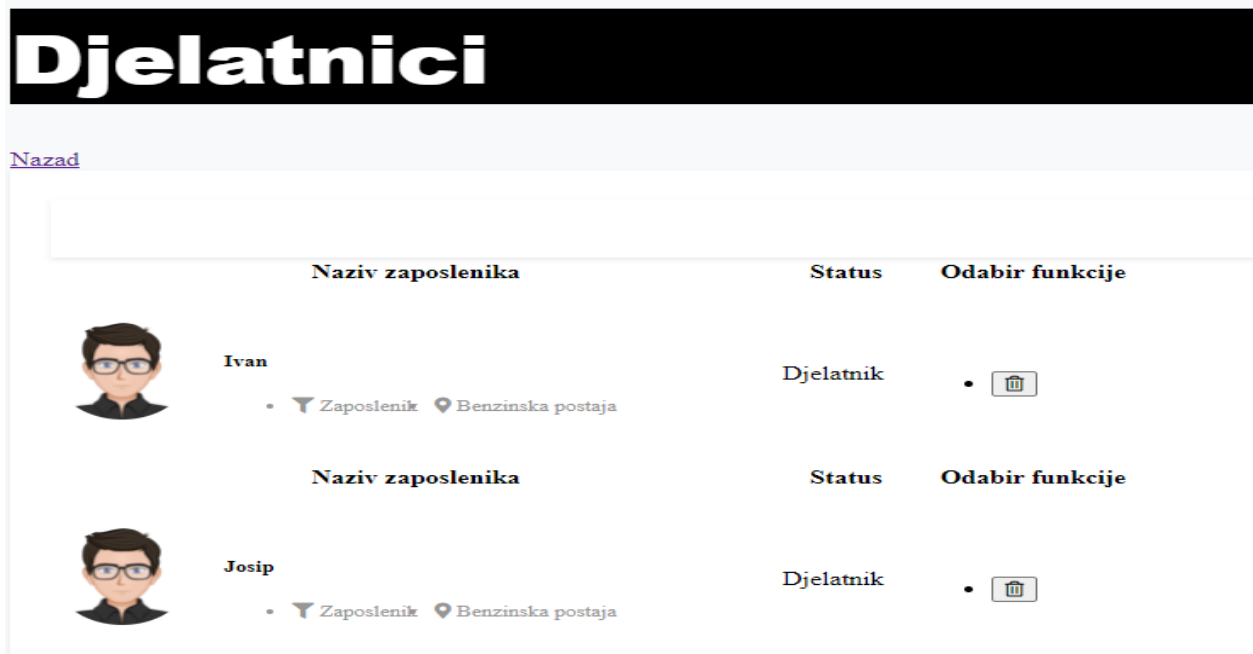 Djelatnici
Nazad
Naziv zaposlenika Status Odabir funkcije
Ivan
Djelatnik
Zaposlenik Benzinska postaja
Naziv zaposlenika Status Odabir funkcije
Josip
Djelatnik
Zaposlenik Benzinska postaja